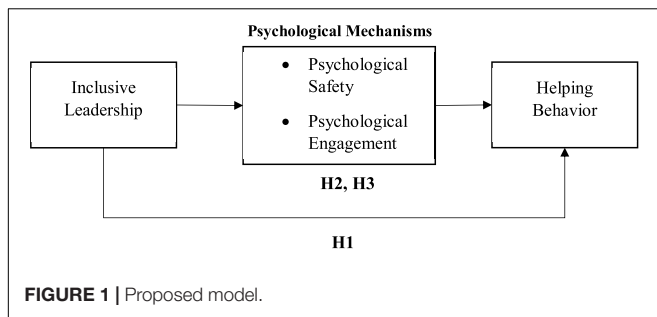 Psychological Mechanisms
Inclusive
Leadership
• Psychological
Safety
• Psychological
Engagement
Helping
Behavior
H2, H3
H1
FIGURE 1 | Proposed model.